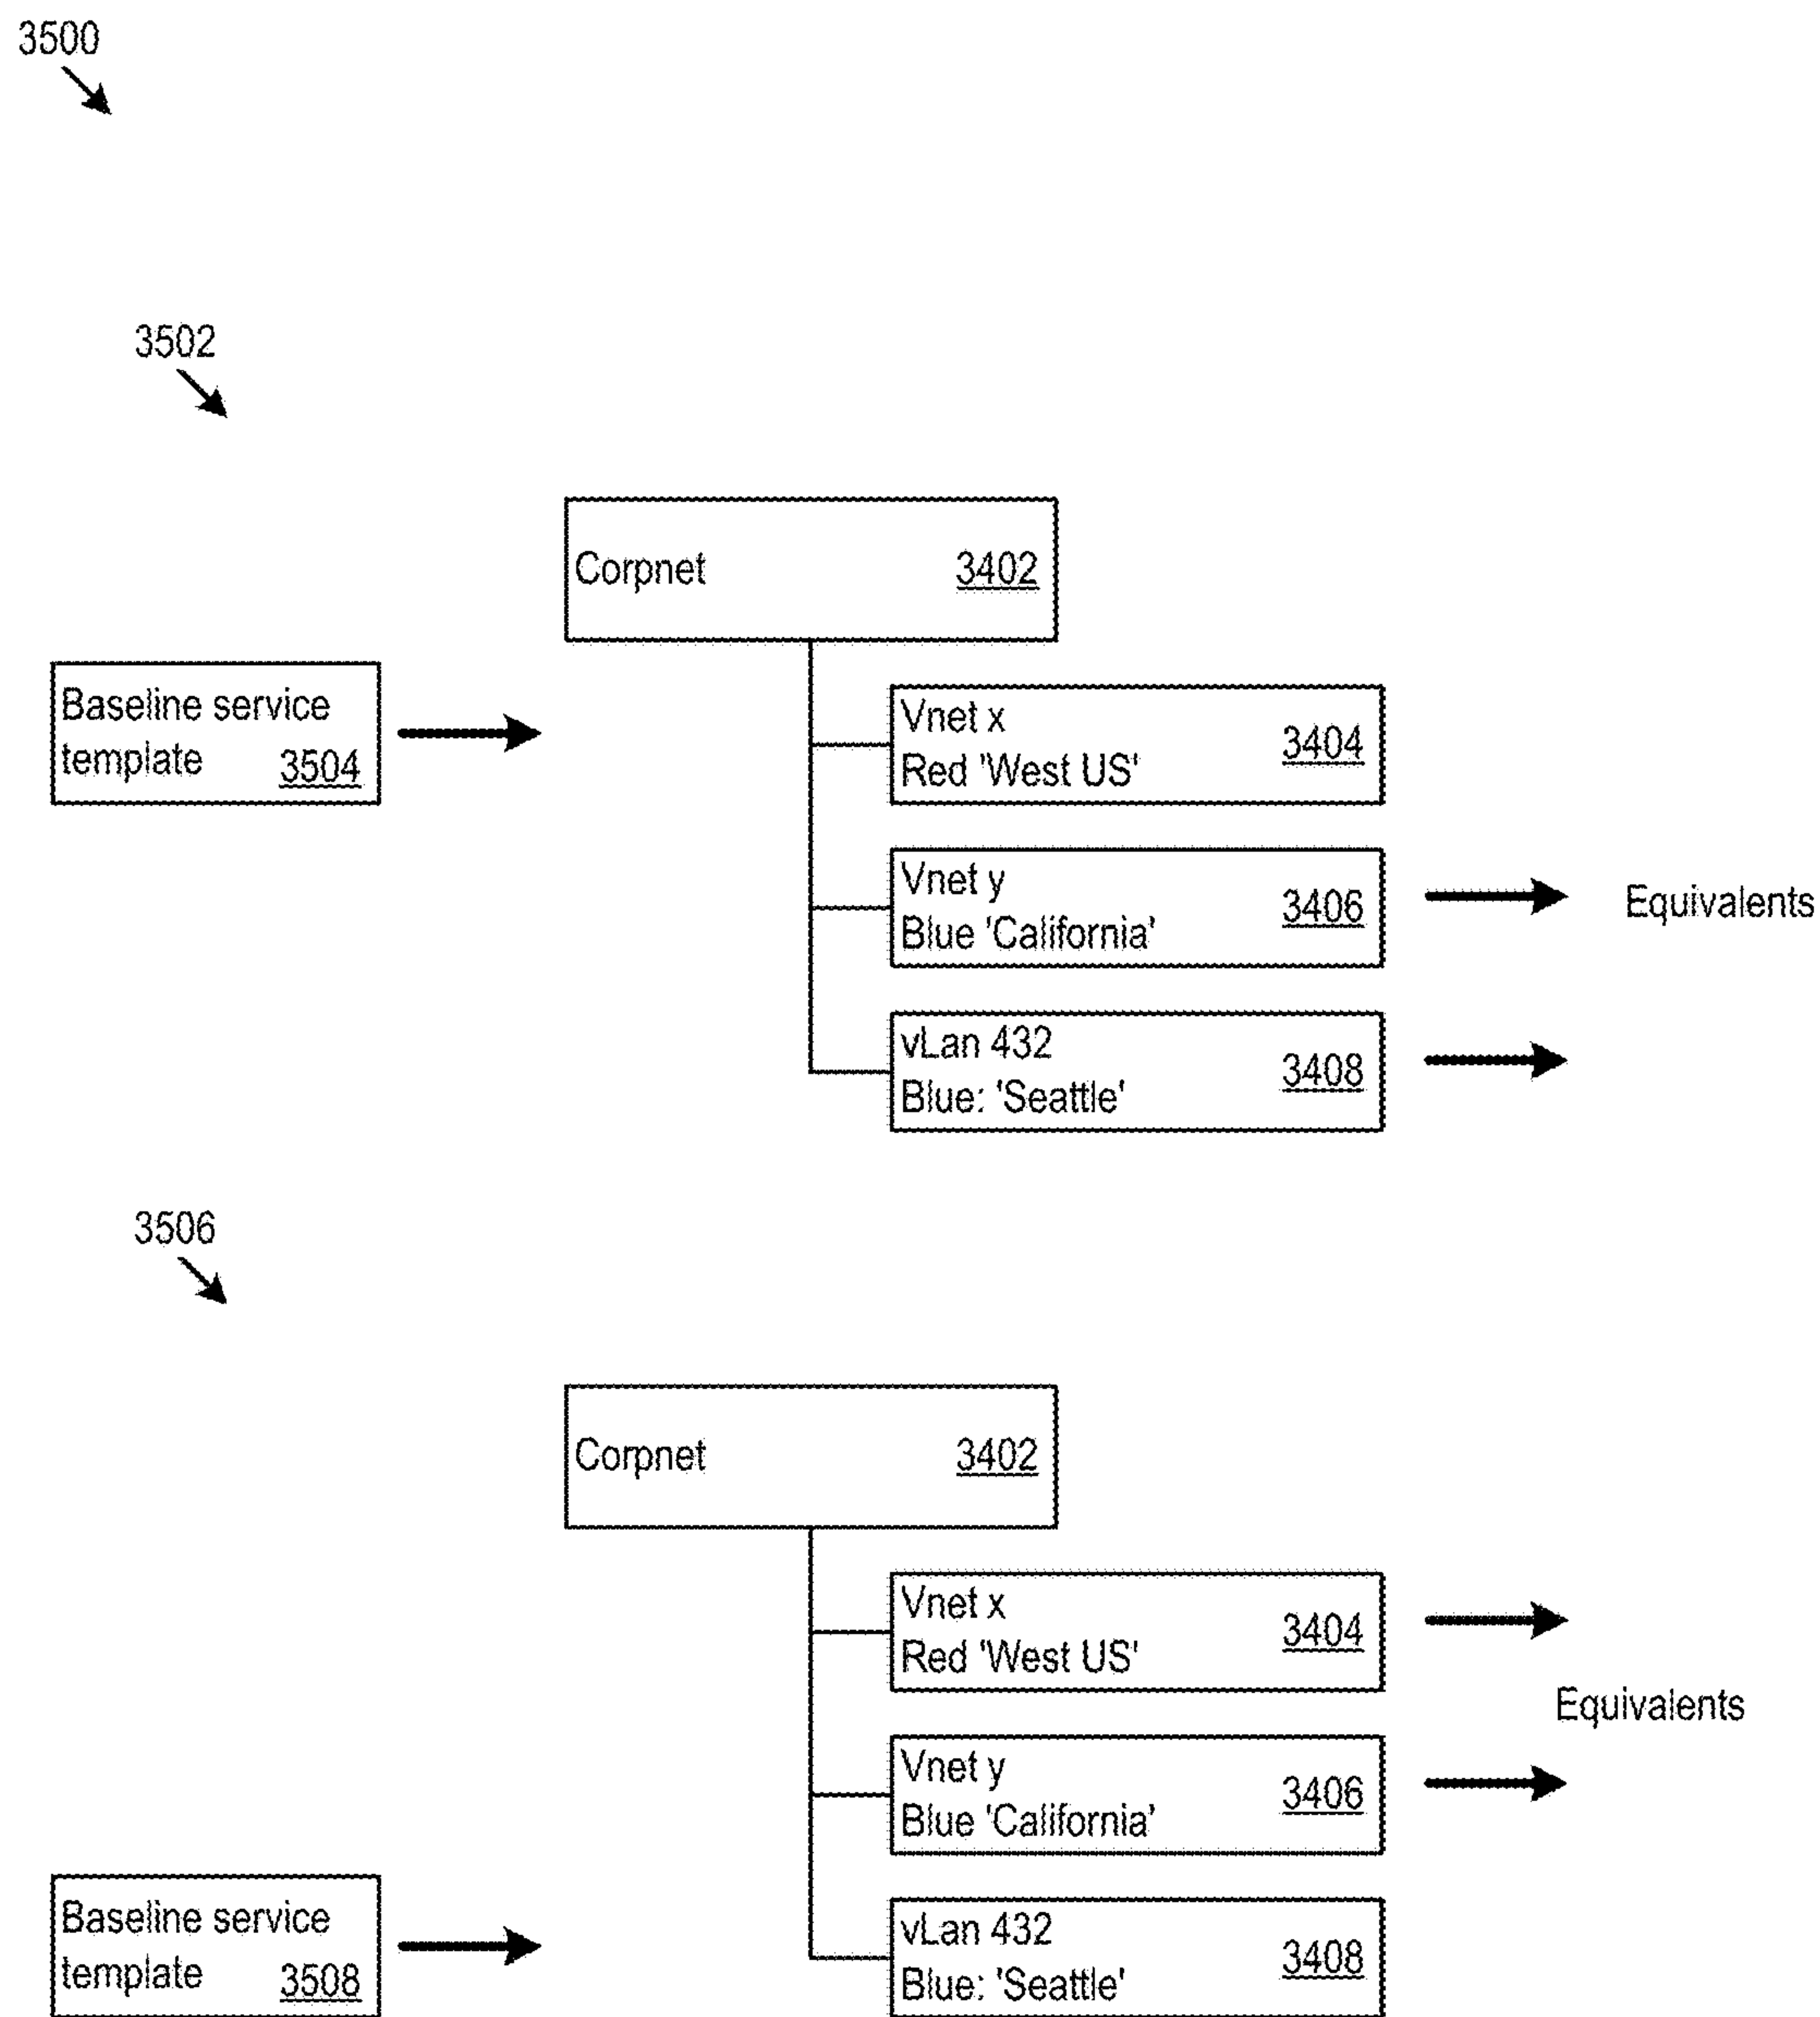 3500
3502
Corpnet 3402
Baseline service
template 3504
Vnet x
Red 'West US' 3404
Vnet y
Blue 'California' 3406
Equivalents
vLan 432
Blue: 'Seattle' 3408
3506
Corpnet 3402
Vnet x
Red 'West US' 3404
Equivalents
Vnet y
Blue 'California' 3406
Baseline service
template 3508
vLan 432
Blue: 'Seattle' 3408